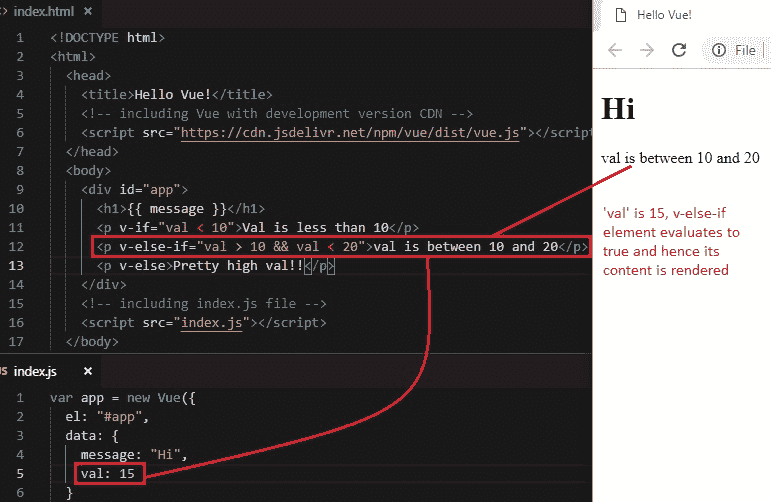 index.html ×
1 <!DOCTYPE html>
2 <html>
3 <head>
4 <title>Hello Vue!</title>
5 <!-- including Vue with development version CDN -->
6 <script src="https://cdn.jsdelivr.net/npm/vue/dist/vue.js"></script
7 </head>
8 <body>
9 <div id="app">
10 <h1>{{ message }}</h1>
11 <p v-if="val < 10">Val is less than 10</p>
12 <p v-else-if="val > 10 && val < 20">val is between 10 and 20</p>
13 <p v-else>Pretty high val!!</p>
14 </div>
15 <!-- including index.js file -->
16 <script src="index.js"></script>
17 </body>
JS index.js ×
1 var app = new Vue({
2 el: "#app",
3 data: {
4 message: "Hi",
5 val: 15
6 }
Hello Vue!
File
Hi
val is between 10 and 20
'val' is 15, v-else-if
element evaluates to
true and hence its
content is rendered